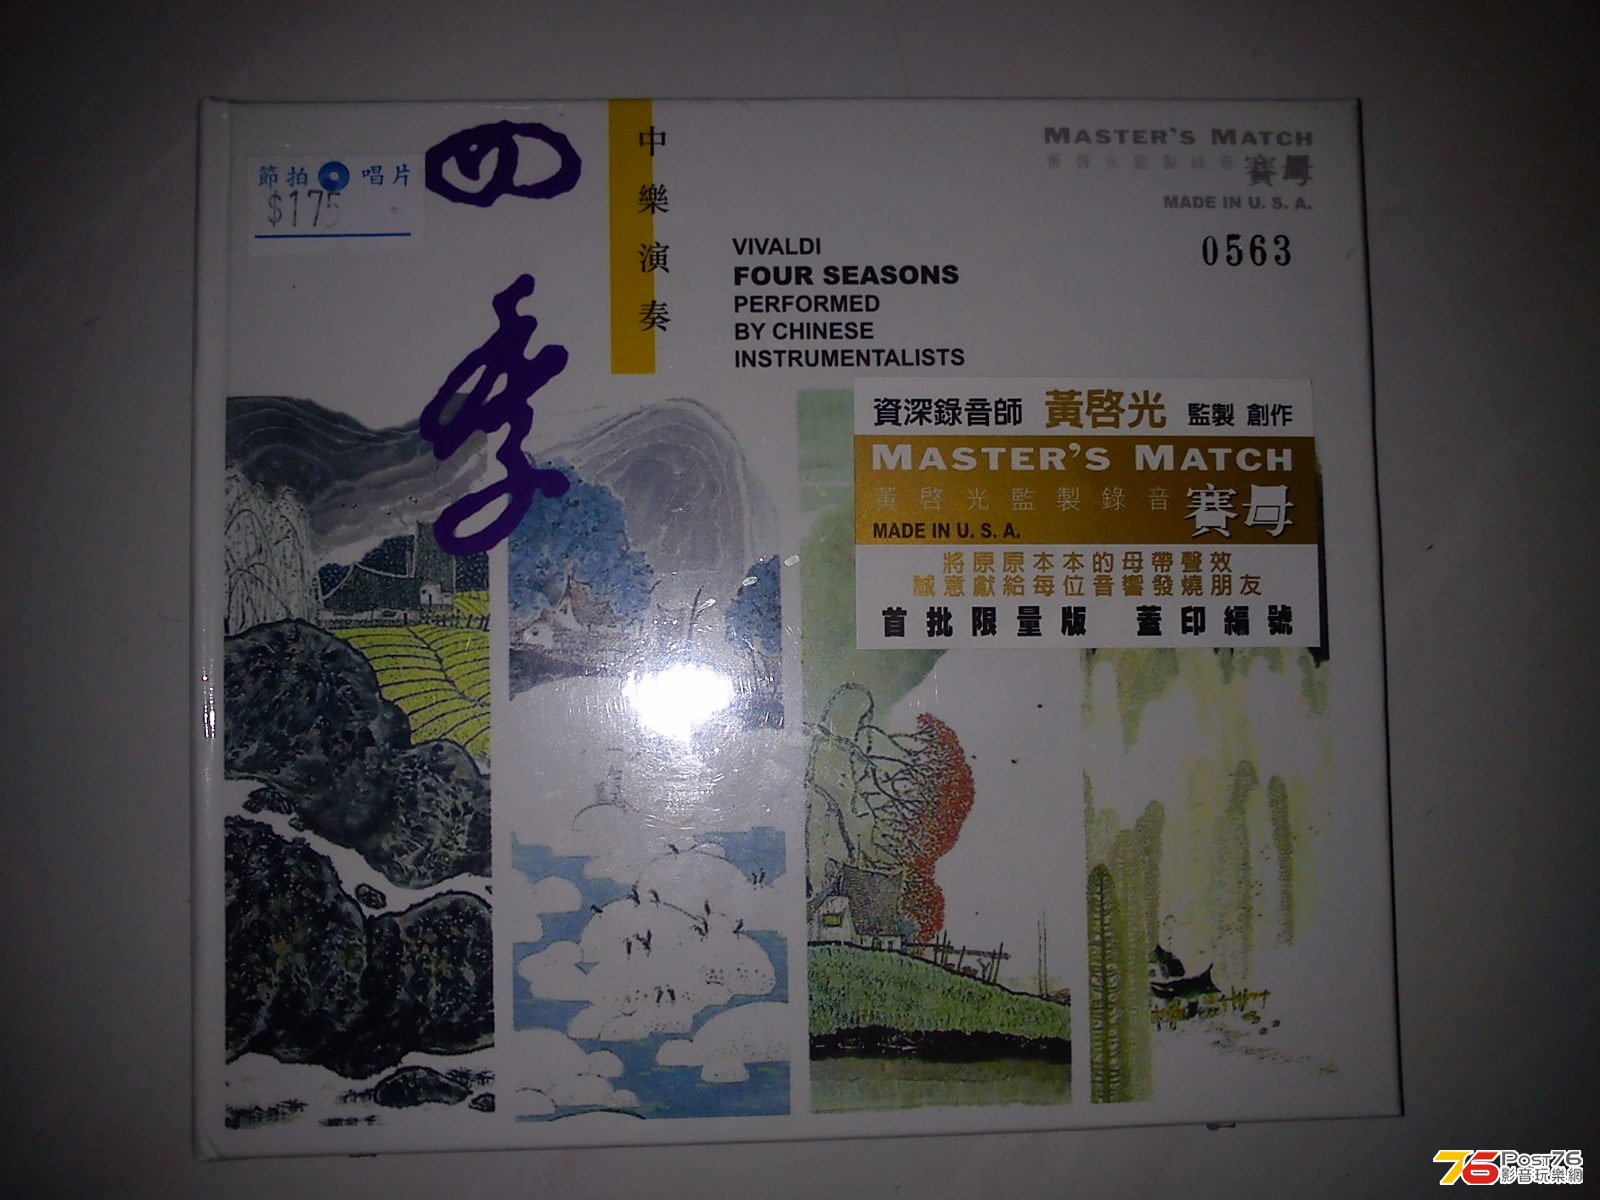 節拍 唱片
$175
四季
中樂演奏
VIVALDI
FOUR SEASONS
PERFORMED
BY CHINESE
INSTRUMENTALISTS
MASTER'S MATCH
黃啓光監製錄音 賽母
MADE IN U. S. A.
0563
資深錄音師 黃啓光 監製 創作
MASTER'S MATCH
黃啓光監製錄音 賽母
MADE IN U. S. A.
將原原本本的母帶聲效
誠意獻給每位音響發燒朋友
首批限量版 蓋印編號
76 Post76
影音玩樂網